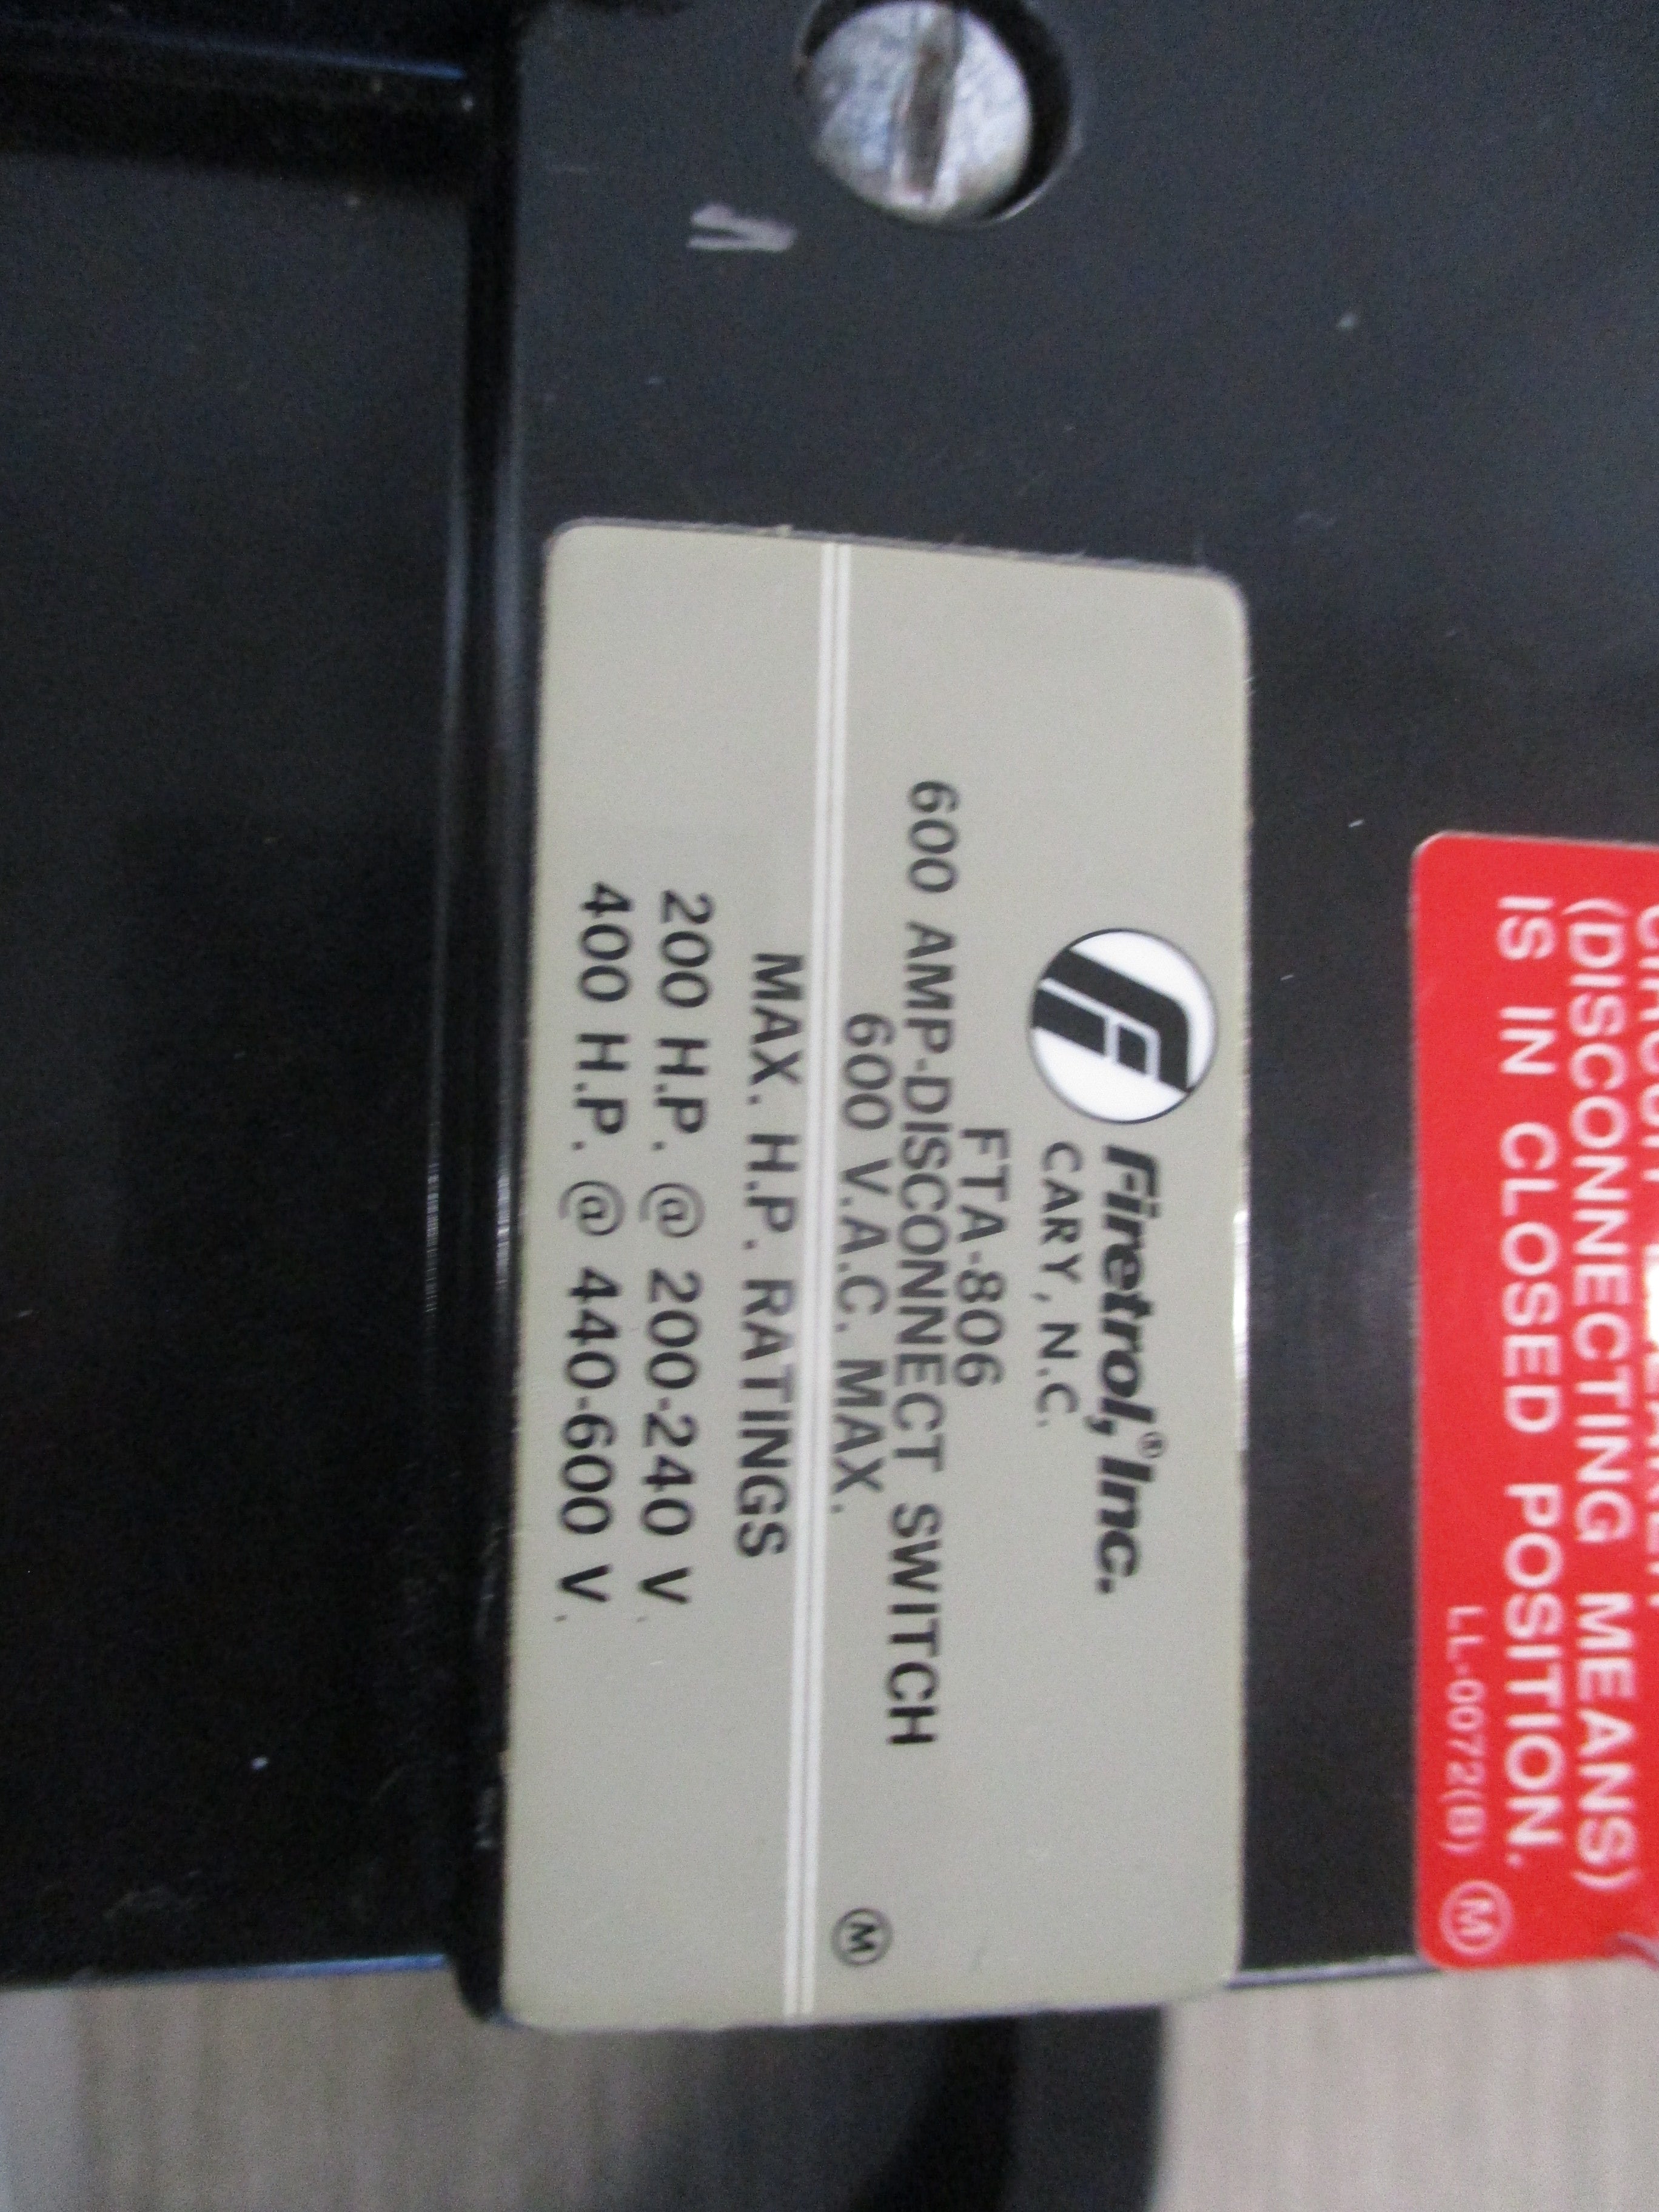 Firetrol,® Inc.
CARY, N.C.
FTA-806
600 AMP-DISCONNECT SWITCH
600 V.A.C. MAX.
M
MAX. H.P. RATINGS
200 H.P. @ 200-240 V.
400 H.P. @ 440-600 V.
(DISCONNECTING MEANS)
IS IN CLOSED POSITION.
LL-0072(B) M